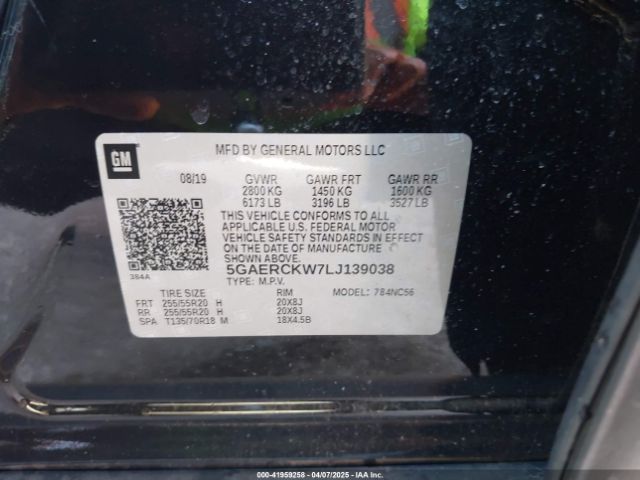 GM
MFD BY GENERAL MOTORS LLC
08/19 GVWR GAWR FRT GAWR RR
2800 KG 1450 KG 1600 KG
6173 LB 3196 LB 3527 LB
THIS VEHICLE CONFORMS TO ALL
APPLICABLE U.S. FEDERAL MOTOR
VEHICLE SAFETY STANDARDS IN EFFECT
ON THE DATE OF MANUFACTURE
SHOWN ABOVE.
384A
5GAERCKW7LJ139038
TYPE: M.P.V.
TIRE SIZE RIM MODEL: 784NC56
FRT 255/55R20 H 20X8J
RR 255/55R20 H 20X8J
SPA T135/70R18 M 18X4.5B
000-41959258 04/07/2025 IAAI.COM